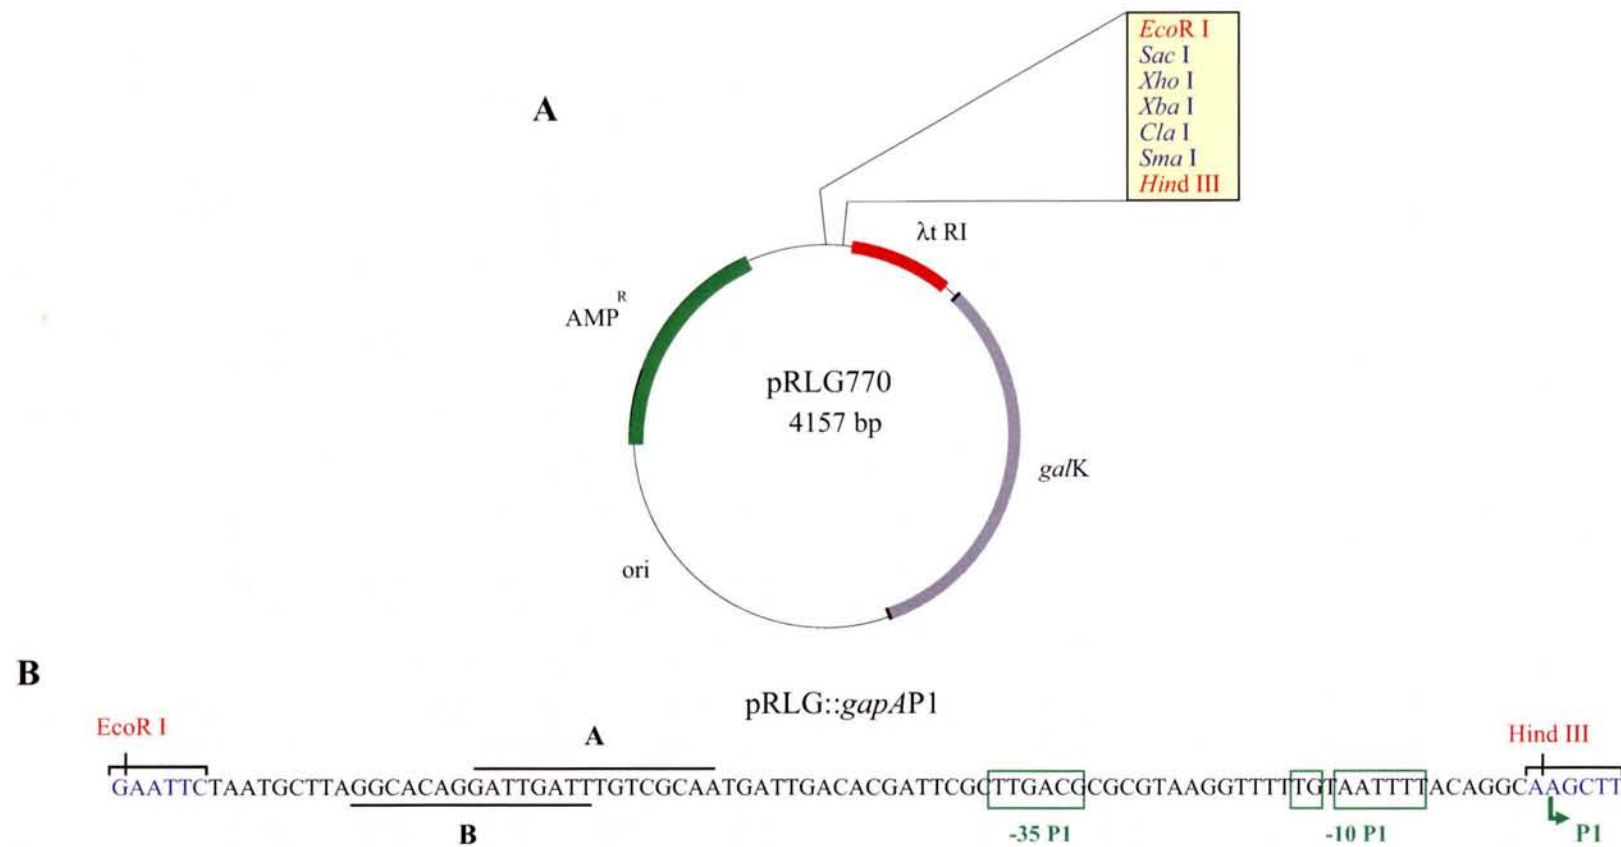 A
EcoR I
Sac I
Xho I
Xba I
Cla I
Sma I
Hind III
λt RI
AMP R
pRLG770
4157 bp
galK
ori
B
pRLG::gapAP1
EcoR I
A
Hind III
GAATTCTAATGCTTAGGCACAGGATTGATTTGTCGCAATGATTGACACGATTCGCTTGACGCGCGTAAGGTTTTTTGTAATTTTACAGGCAAGCTT
B
-35 P1
-10 P1
P1